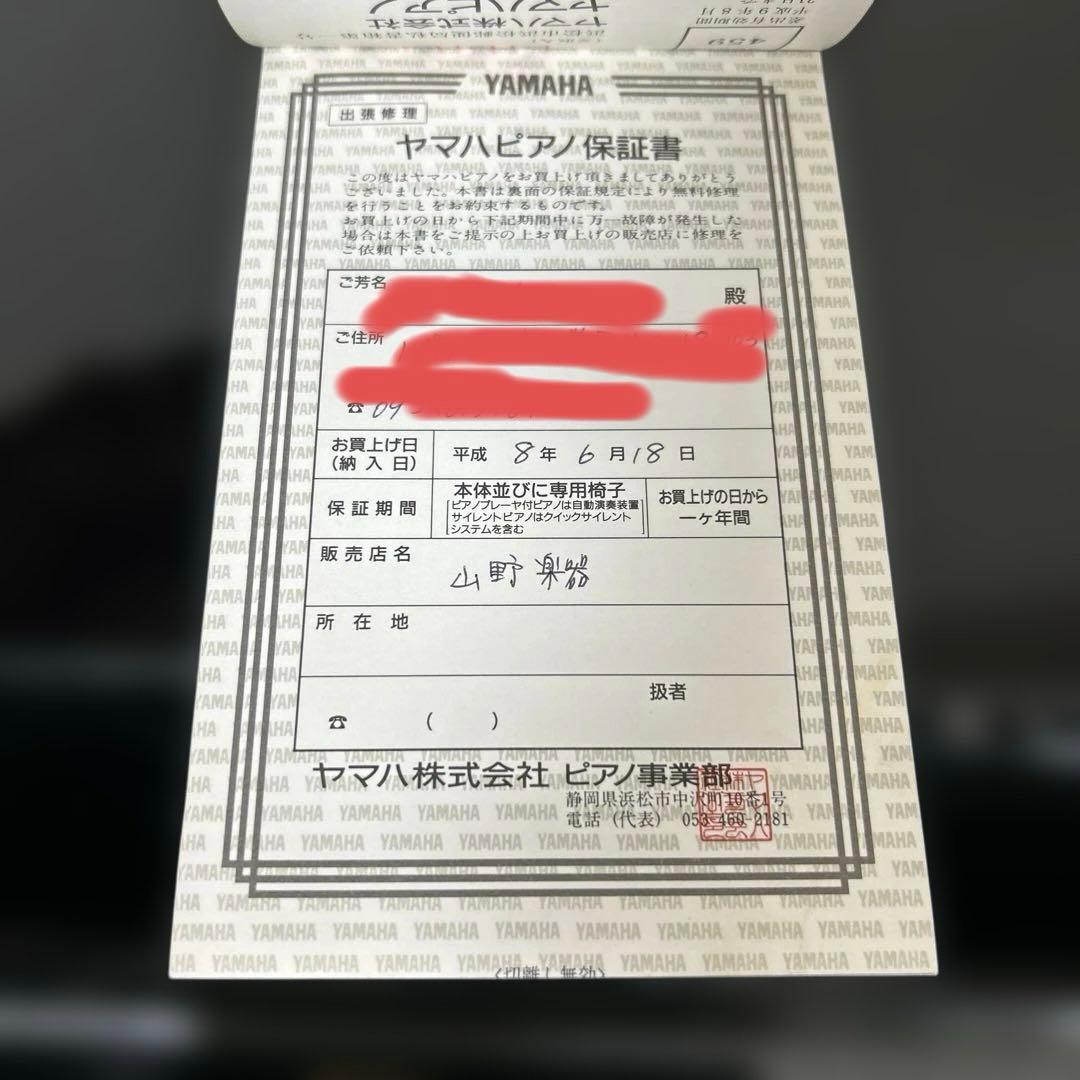 YAMAHA
出張修理
ヤマハピアノ保証書
この度はヤマハピアノをお買上げ頂きましてありがとう
ございました。本書は裏面の保証規定により無料修理
を行うことをお約束するものです。
お買上げの日から下記期間中に万一故障が発生した
場合は本書をご提示の上お買上げの販売店に修理を
ご依頼下さい。
ご芳名 殿
ご住所
☎
お買上げ日
(納入日)
平成 8年 6月18日
保証期間
本体並びに専用椅子
[ピアノプレーヤ付ピアノは自動演奏装置
サイレントピアノはクイックサイレント
システムを含む]
お買上げの日から
一ヶ年間
販売店名
山野楽器
所在地
扱者
☎ ( )
ヤマハ株式会社 ピアノ事業部
静岡県浜松市中沢町10番1号
電話 (代表) 053-460-2181
〈切離し無効〉